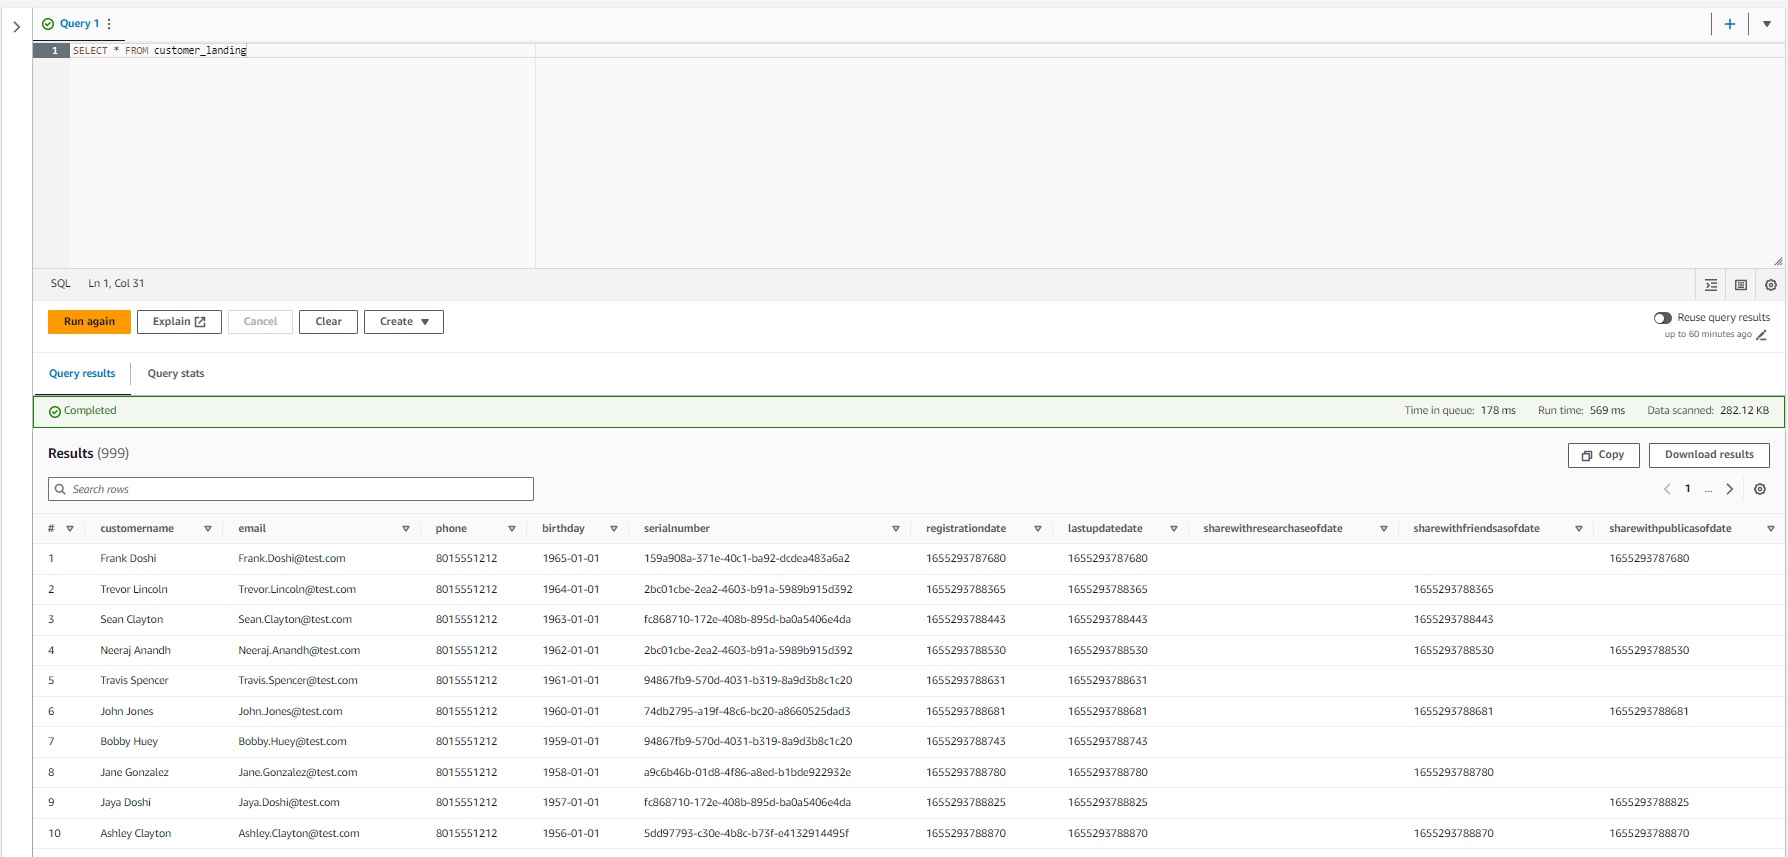 Query 1
1 SELECT * FROM customer_landing
SQL Ln 1, Col 31
Run again Explain Cancel Clear Create Reuse query results
up to 60 minutes ago
Query results Query stats
Completed Time in queue: 178 ms Run time: 569 ms Data scanned: 282.12 KB
Results (999) Copy Download results
Search rows 1 ...
# customername email phone birthday serialnumber registrationdate lastupdatedate sharewithresearchaseofdate sharewithfriendsasofdate sharewithpublicasofdate
1 Frank Doshi Frank.Doshi@test.com 8015551212 1965-01-01 159a908a-371e-40c1-ba92-dcdea483a6a2 1655293787680 1655293787680 1655293787680
2 Trevor Lincoln Trevor.Lincoln@test.com 8015551212 1964-01-01 2bc01cbe-2ea2-4603-b91a-5989b915d392 1655293788365 1655293788365 1655293788365
3 Sean Clayton Sean.Clayton@test.com 8015551212 1963-01-01 fc868710-172e-408b-895d-ba0a5406e4da 1655293788443 1655293788443 1655293788443
4 Neeraj Anandh Neeraj.Anandh@test.com 8015551212 1962-01-01 2bc01cbe-2ea2-4603-b91a-5989b915d392 1655293788530 1655293788530 1655293788530 1655293788530
5 Travis Spencer Travis.Spencer@test.com 8015551212 1961-01-01 94867fb9-570d-4031-b319-8a9d3b8c1c20 1655293788631 1655293788631
6 John Jones John.Jones@test.com 8015551212 1960-01-01 74db2795-a19f-48c6-bc20-a8660525dad3 1655293788681 1655293788681 1655293788681 1655293788681
7 Bobby Huey Bobby.Huey@test.com 8015551212 1959-01-01 94867fb9-570d-4031-b319-8a9d3b8c1c20 1655293788743 1655293788743
8 Jane Gonzalez Jane.Gonzalez@test.com 8015551212 1958-01-01 a9c6b46b-01d8-4f86-a8ed-b1bde922932e 1655293788780 1655293788780 1655293788780
9 Jaya Doshi Jaya.Doshi@test.com 8015551212 1957-01-01 fc868710-172e-408b-895d-ba0a5406e4da 1655293788825 1655293788825 1655293788825
10 Ashley Clayton Ashley.Clayton@test.com 8015551212 1956-01-01 5dd97793-c30e-4b8c-b73f-e4132914495f 1655293788870 1655293788870 1655293788870 1655293788870